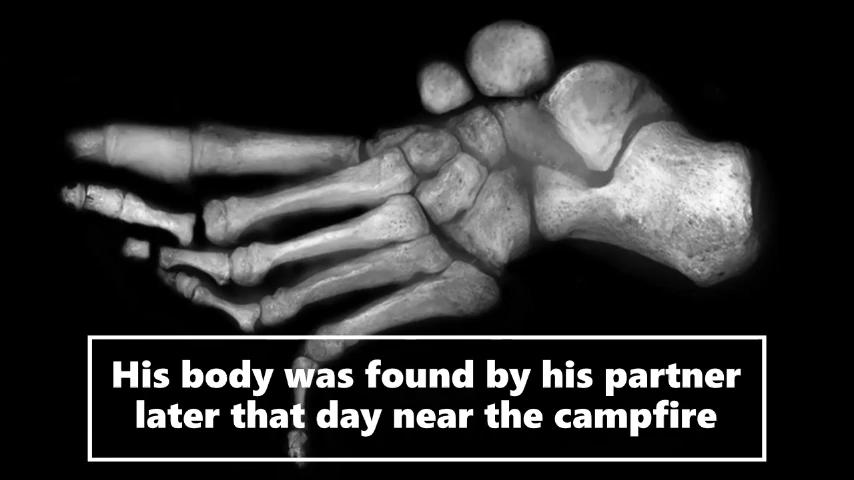 His body was found by his partner
later that day near the campfire